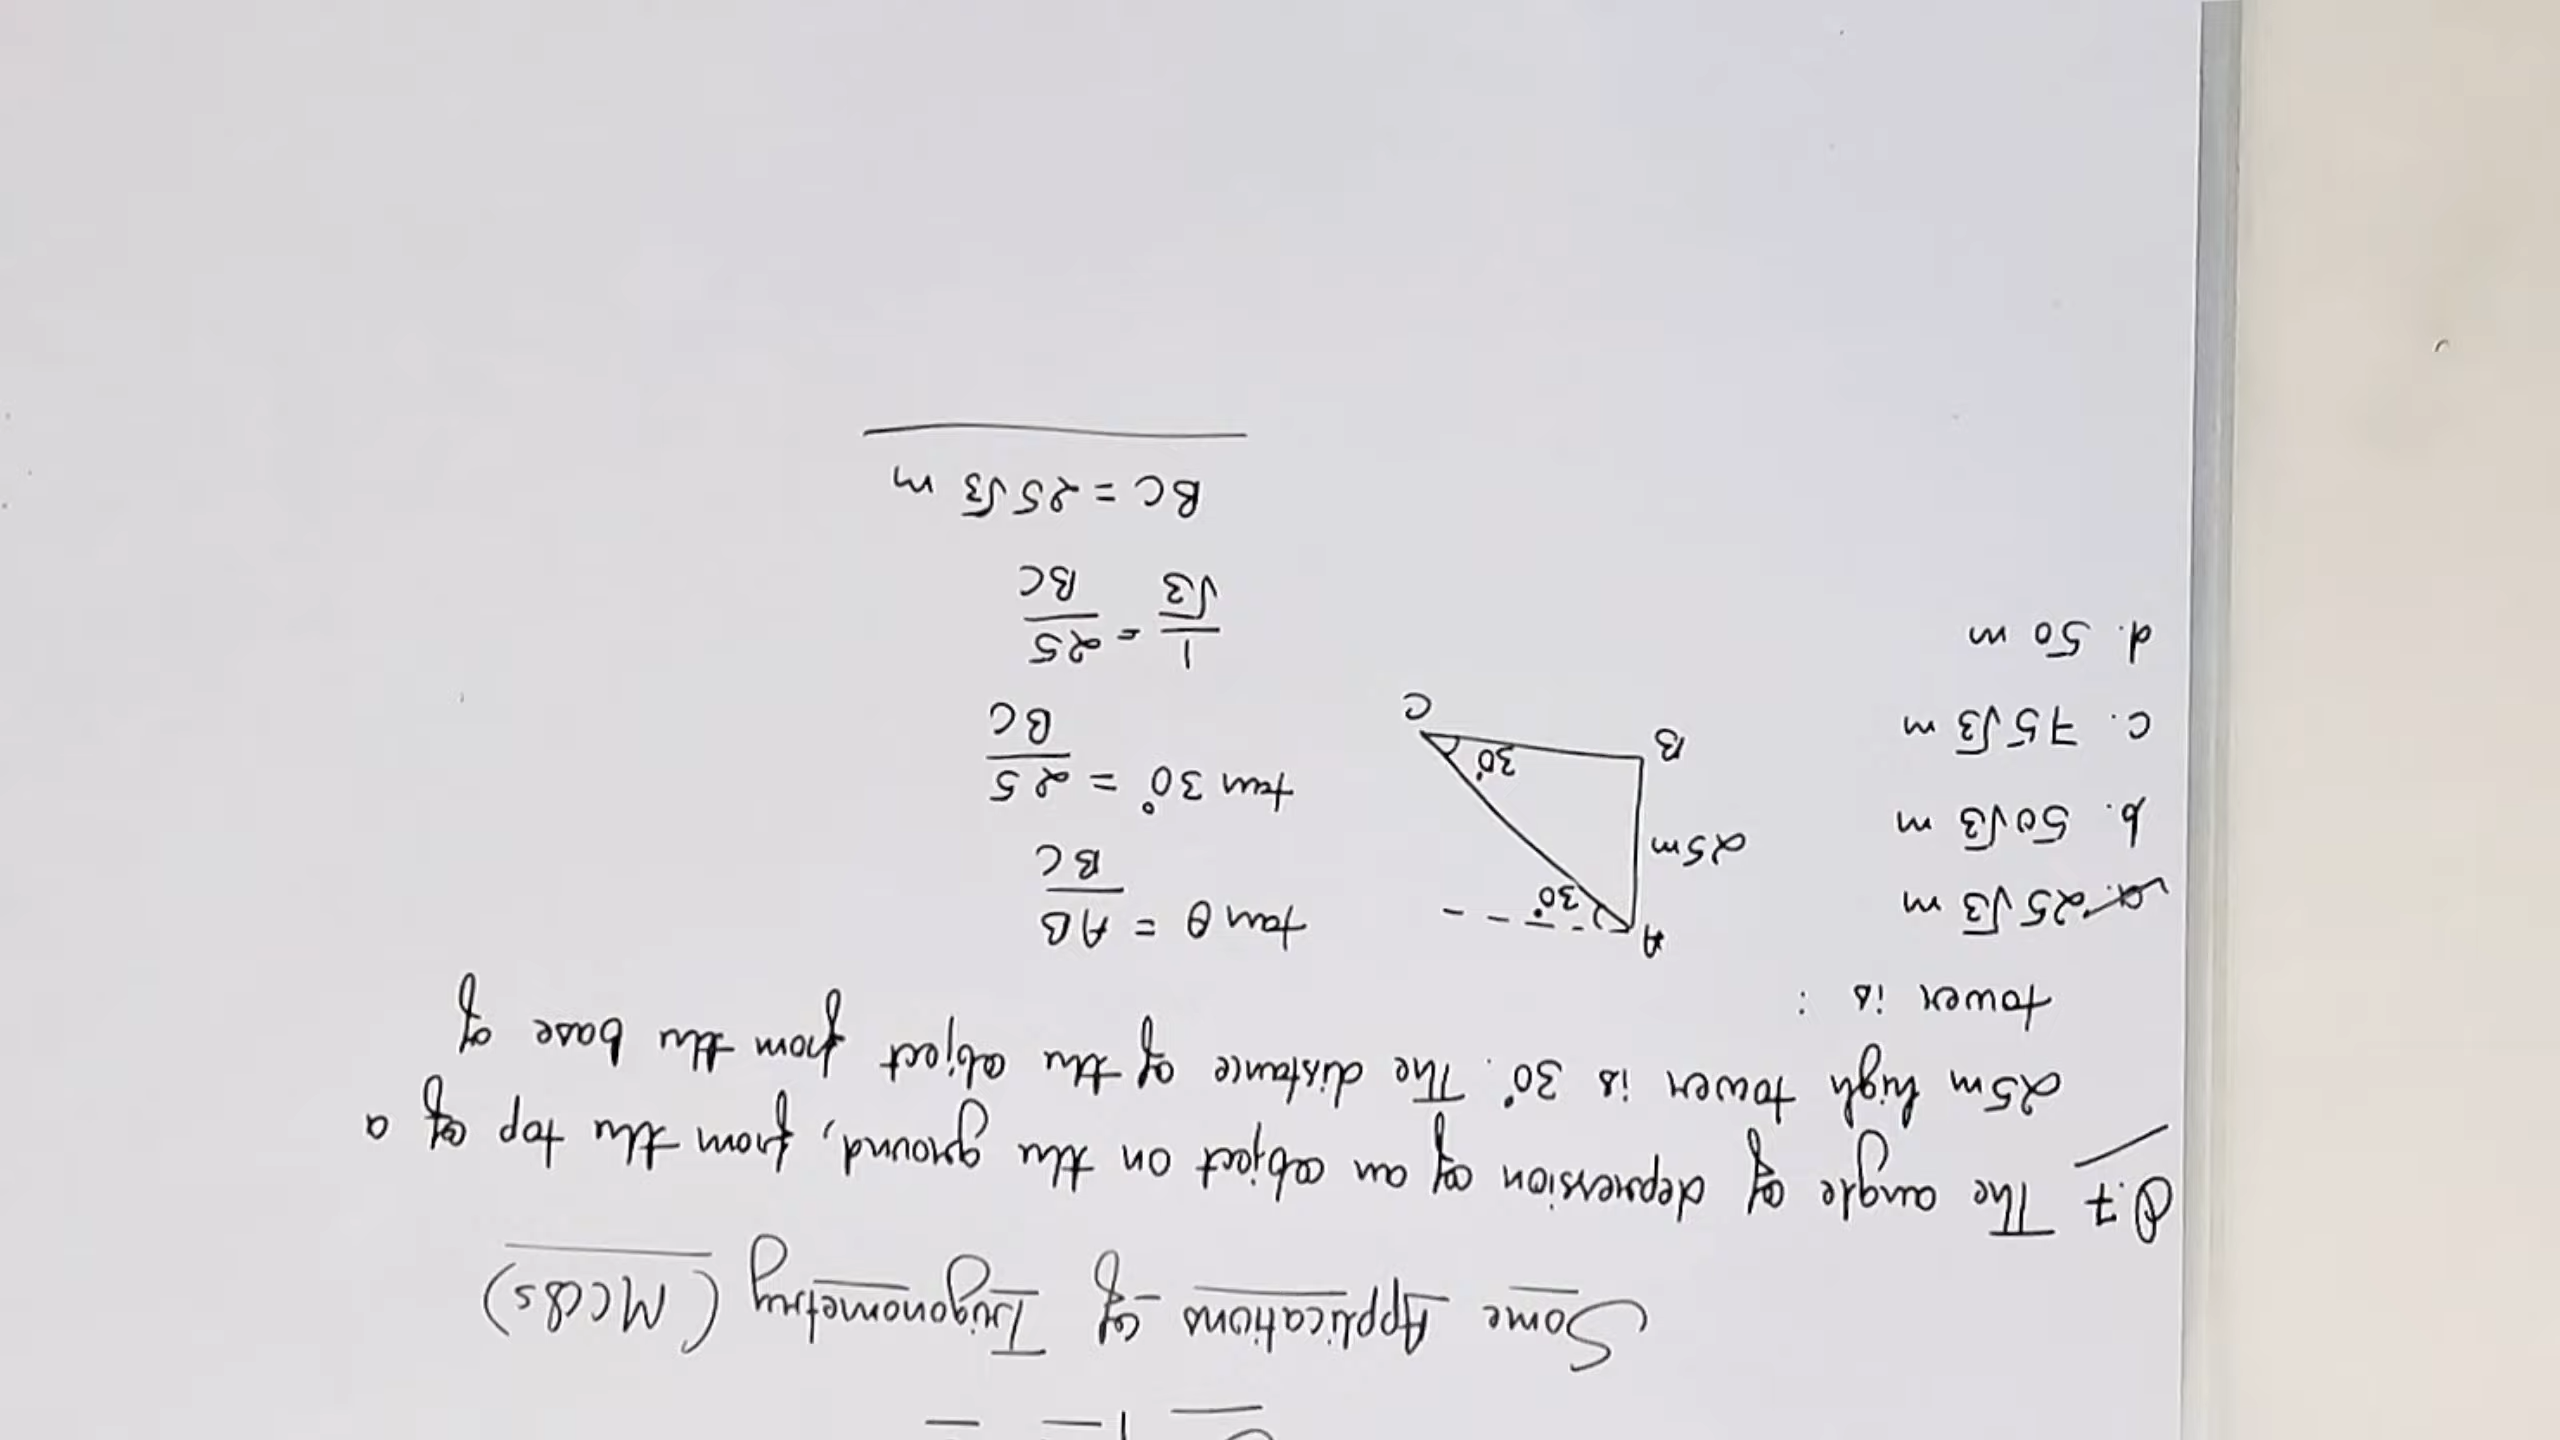 Some Applications of Trigonometry (MCQs)
Q.7 The angle of depression of an object on the ground, from the top of a
25m high tower is 30°. The distance of the object from the base of
tower is :
a. 25√3 m
b. 50√3 m
c. 75√3 m
d. 50 m
A
30°
25m
B
30°
C
tan θ = AB/BC
tan 30° = 25/BC
1/√3 = 25/BC
BC = 25√3 m